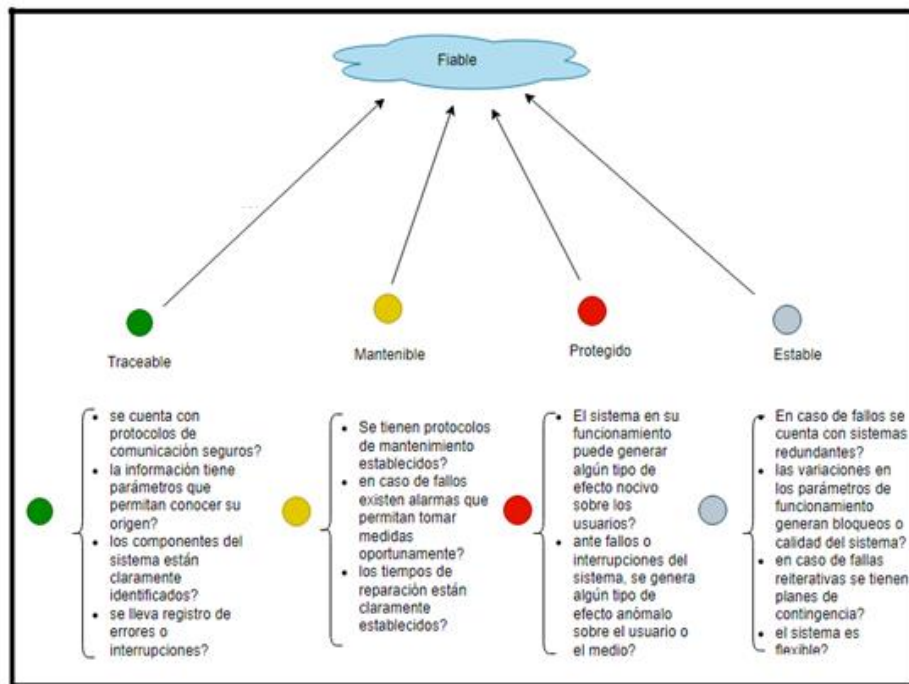 Fiable
Traceable
Mantenible
Protegido
Estable
• se cuenta con
protocolos de
comunicación seguros?
• la información tiene
parámetros que
permitan conocer su
origen?
• los componentes del
sistema están
claramente
identificados?
• se lleva registro de
errores o
interrupciones?
• Se tienen protocolos
de mantenimiento
establecidos?
• en caso de fallos
existen alarmas que
permitan tomar
medidas
oportunamente?
• los tiempos de
reparación están
claramente
establecidos?
• El sistema en su
funcionamiento
puede generar
algún tipo de
efecto nocivo
sobre los
usuarios?
• ante fallos o
interrupciones del
sistema, se genera
algún tipo de
efecto anómalo
sobre el usuario o
el medio?
• En caso de fallos se
cuenta con sistemas
redundantes?
• las variaciones en
los parámetros de
funcionamiento
generan bloqueos o
calidad del sistema?
• en caso de fallas
reiterativas se tienen
planes de
contingencia?
• el sistema es
flexible?